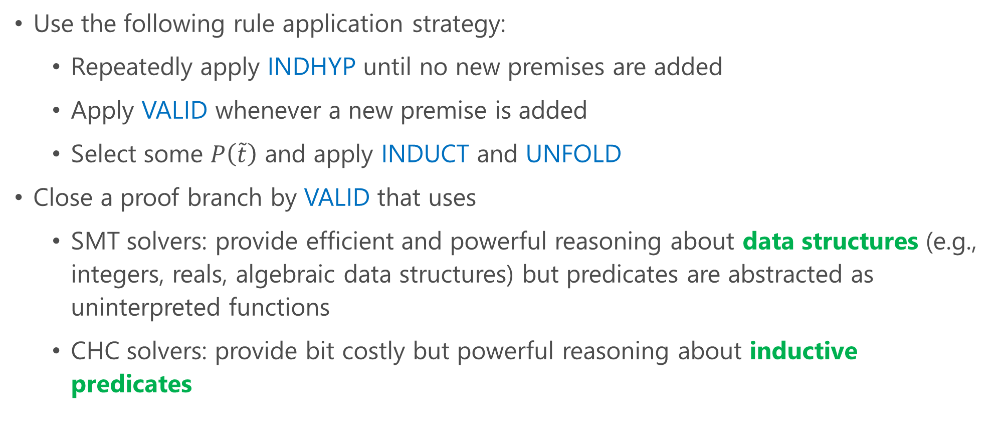 • Use the following rule application strategy:
• Repeatedly apply INDHYP until no new premises are added
• Apply VALID whenever a new premise is added
• Select some P(t̃) and apply INDUCT and UNFOLD
• Close a proof branch by VALID that uses
• SMT solvers: provide efficient and powerful reasoning about data structures (e.g.,
integers, reals, algebraic data structures) but predicates are abstracted as
uninterpreted functions
• CHC solvers: provide bit costly but powerful reasoning about inductive
predicates